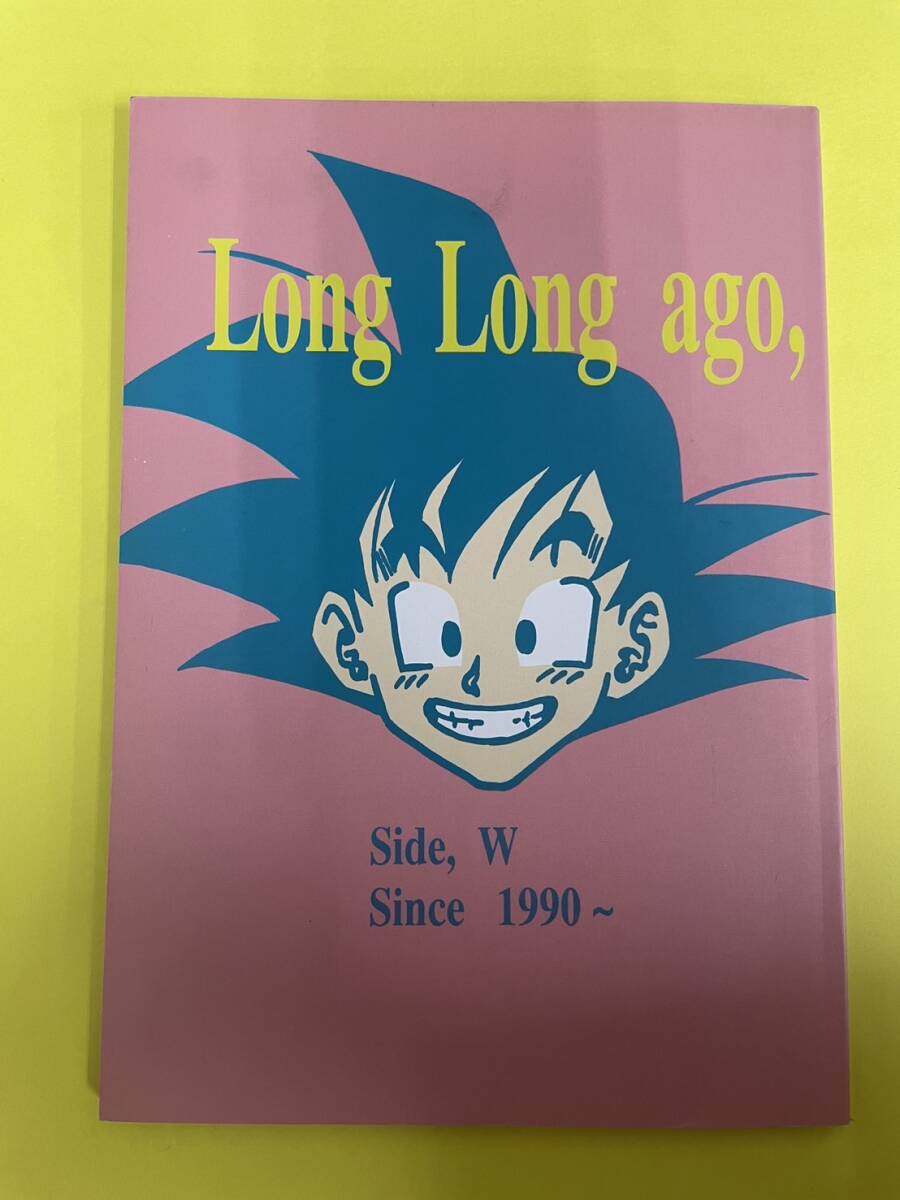 Long Long ago,
Side, W
Since 1990~